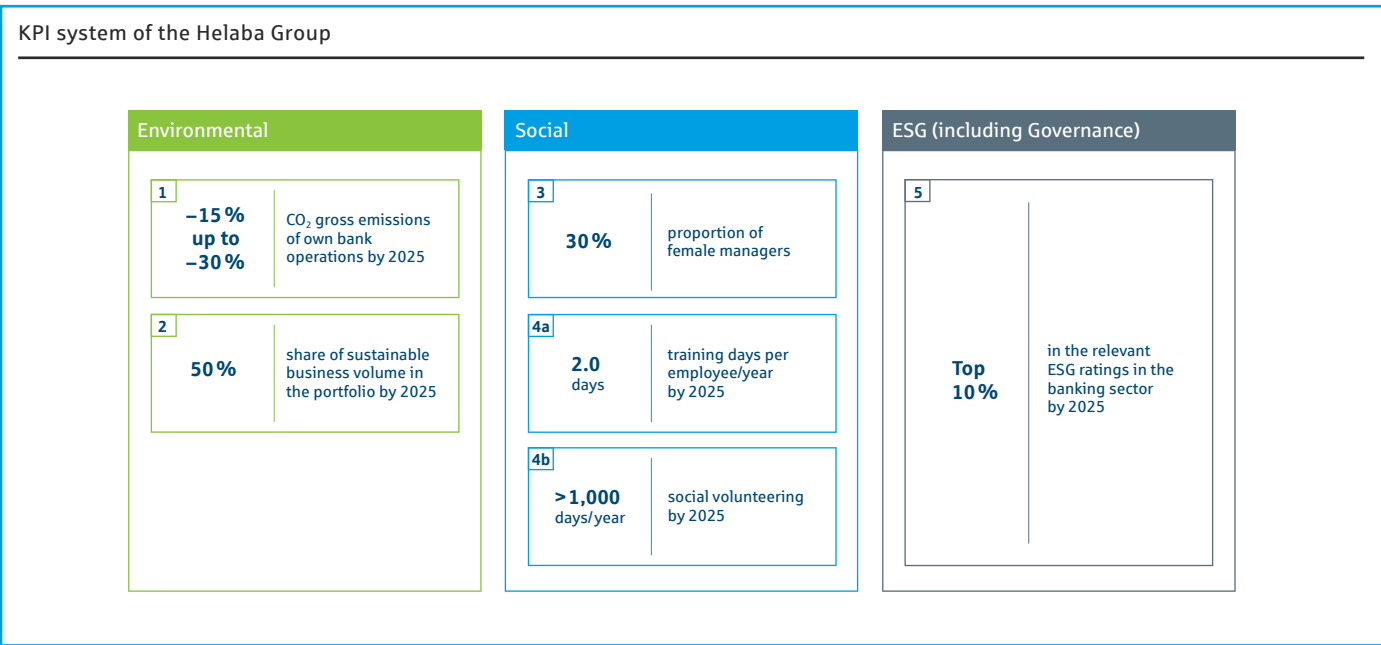 KPI system of the Helaba Group
Environmental
1
–15 %
up to
–30 %
CO₂ gross emissions
of own bank
operations by 2025
2
50 %
share of sustainable
business volume in
the portfolio by 2025
Social
3
30 %
proportion of
female managers
4a
2.0
days
training days per
employee/year
by 2025
4b
>1,000
days/year
social volunteering
by 2025
ESG (including Governance)
5
Top
10 %
in the relevant
ESG ratings in the
banking sector
by 2025